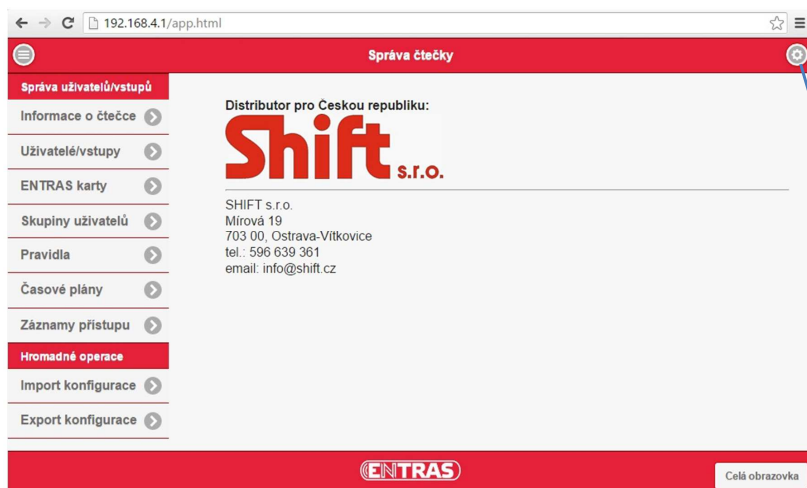 192.168.4.1/app.html
Správa čtečky
Správa uživatelů/vstupů
Informace o čtečce
Uživatelé/vstupy
ENTRAS karty
Skupiny uživatelů
Pravidla
Časové plány
Záznamy přístupu
Hromadné operace
Import konfigurace
Export konfigurace
Distributor pro Českou republiku:
Shift s.r.o.
SHIFT s.r.o.
Mírová 19
703 00, Ostrava-Vítkovice
tel.: 596 639 361
email: info@shift.cz
ENTRAS
Celá obrazovka